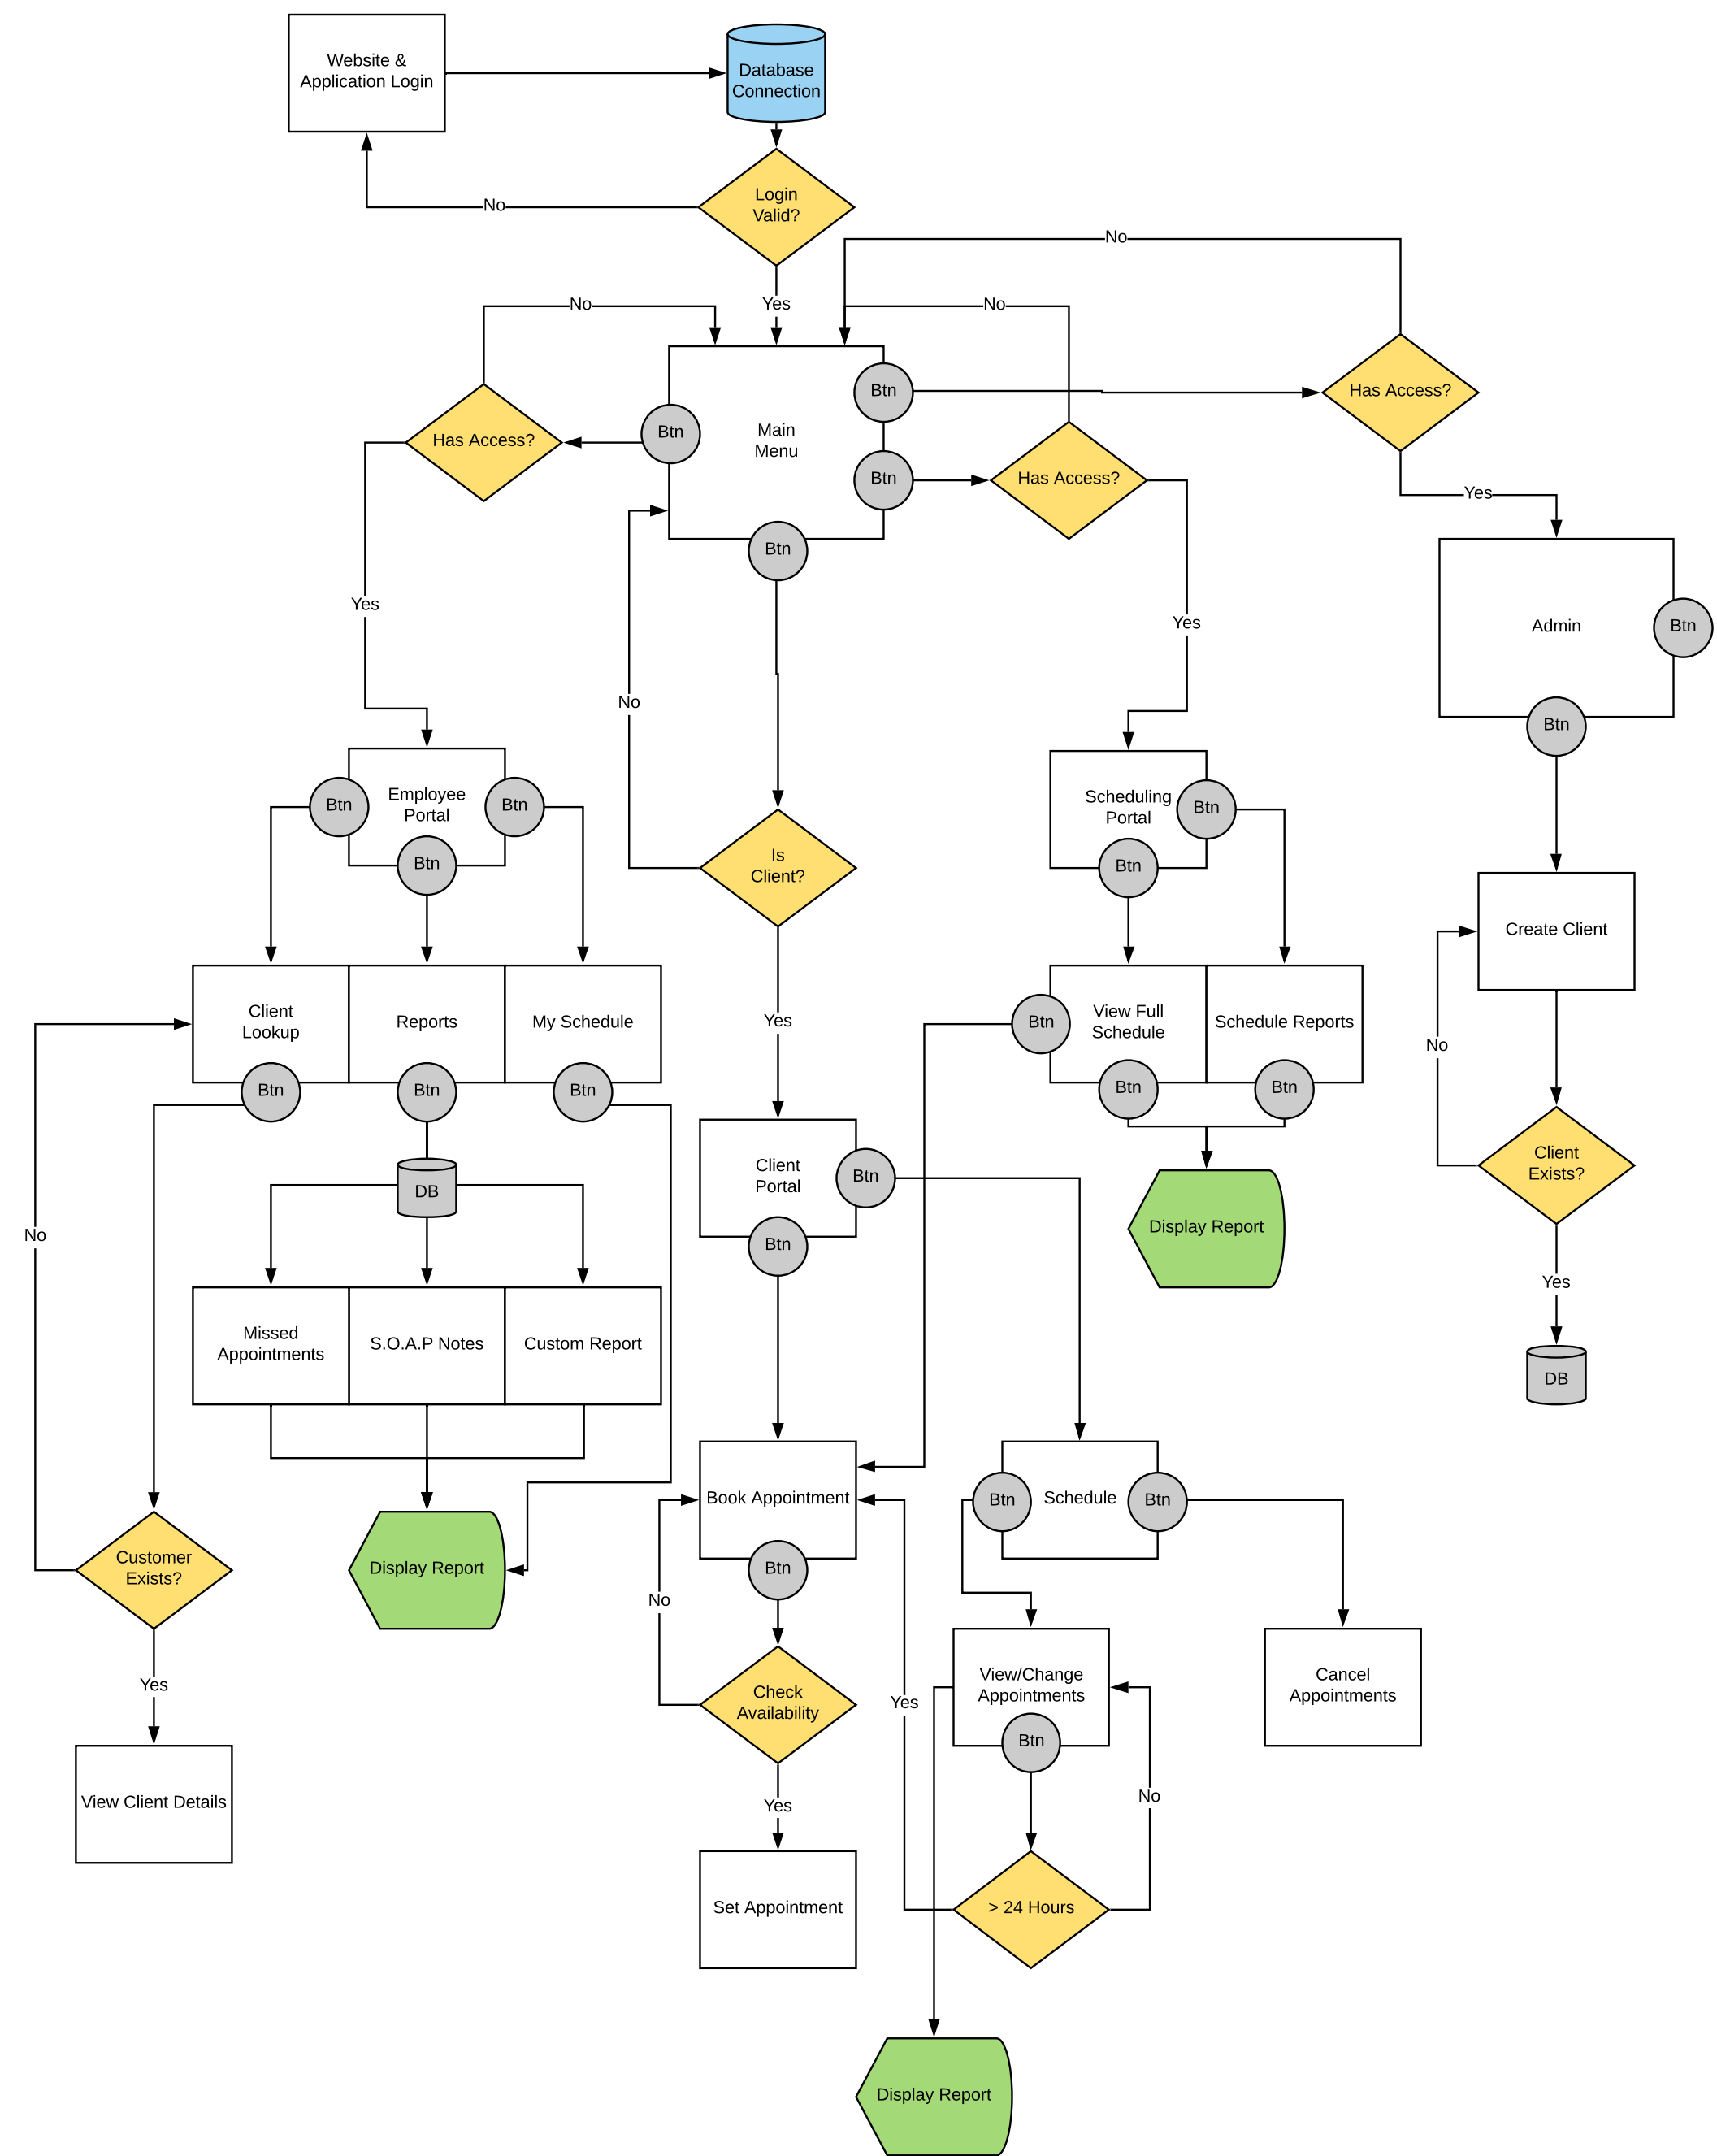 Website &
Application Login
Database
Connection
Login
Valid?
No
No
Yes
No
No
Has Access?
Btn
Main
Menu
Btn
Btn
Btn
Has Access?
Has Access?
Yes
Yes
Yes
No
Admin
Btn
Btn
Employee
Portal
Btn
Btn
Btn
Is
Client?
Scheduling
Portal
Btn
Btn
Create Client
No
Client
Exists?
Yes
DB
Client
Lookup
Reports
My Schedule
Btn
Btn
Btn
Yes
Btn
View Full
Schedule
Schedule Reports
Btn
Btn
Display Report
DB
Client
Portal
Btn
Btn
No
Missed
Appointments
S.O.A.P Notes
Custom Report
Display Report
Customer
Exists?
Yes
View Client Details
Book Appointment
Btn
No
Check
Availability
Yes
Set Appointment
Btn
Schedule
Btn
View/Change
Appointments
Btn
Cancel
Appointments
Yes
No
> 24 Hours
Display Report